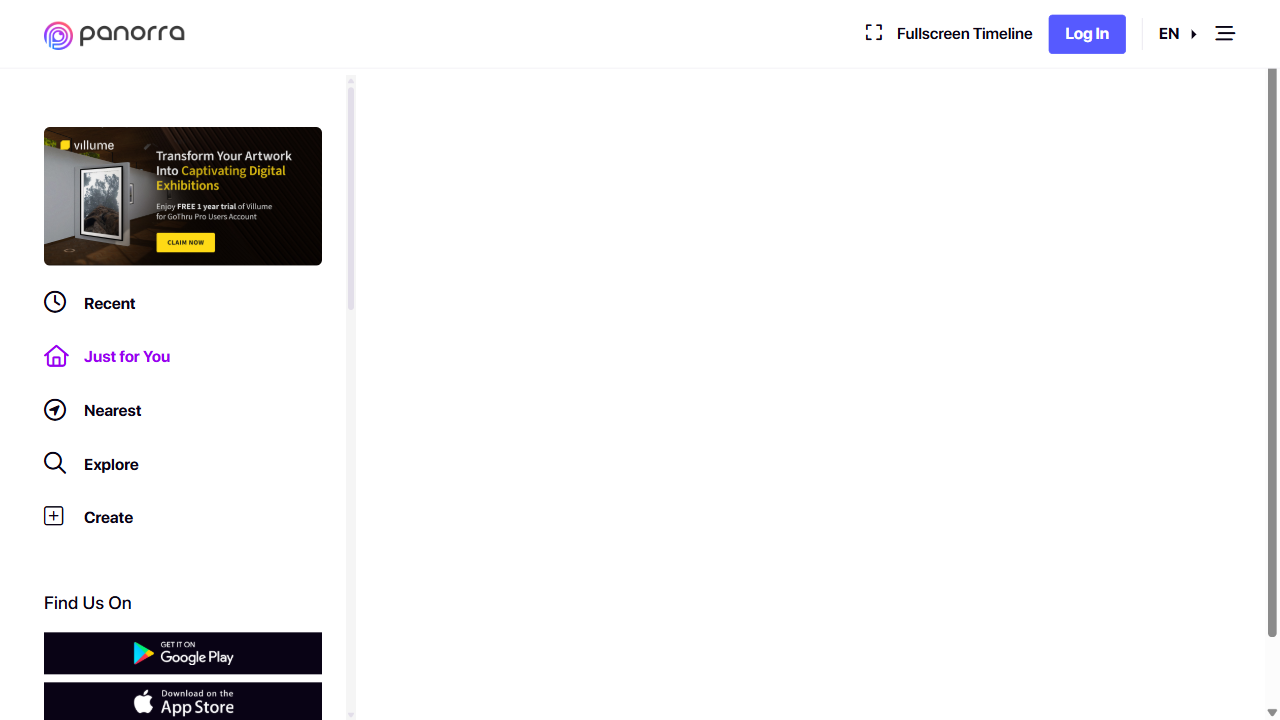 panorra
Fullscreen Timeline
Log In
EN
villume
Transform Your Artwork
Into Captivating Digital
Exhibitions
Enjoy FREE 1 year trial of Villume
for GoThru Pro Users Account
CLAIM NOW
Recent
Just for You
Nearest
Explore
Create
Find Us On
GET IT ON
Google Play
Download on the
App Store